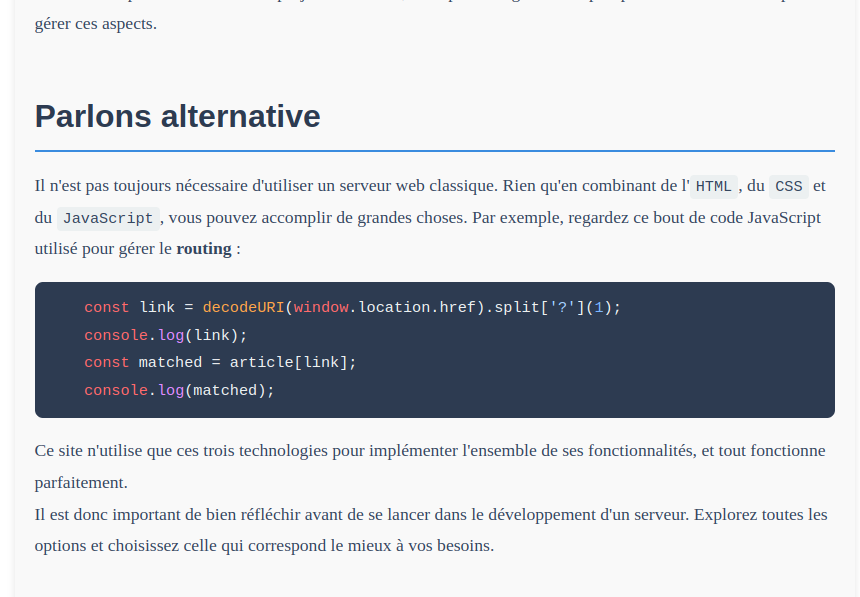 gérer ces aspects.
Parlons alternative
Il n'est pas toujours nécessaire d'utiliser un serveur web classique. Rien qu'en combinant de l'HTML, du CSS et
du JavaScript, vous pouvez accomplir de grandes choses. Par exemple, regardez ce bout de code JavaScript
utilisé pour gérer le routing :
const link = decodeURI(window.location.href).split['?'](1);
console.log(link);
const matched = article[link];
console.log(matched);
Ce site n'utilise que ces trois technologies pour implémenter l'ensemble de ses fonctionnalités, et tout fonctionne
parfaitement.
Il est donc important de bien réfléchir avant de se lancer dans le développement d'un serveur. Explorez toutes les
options et choisissez celle qui correspond le mieux à vos besoins.